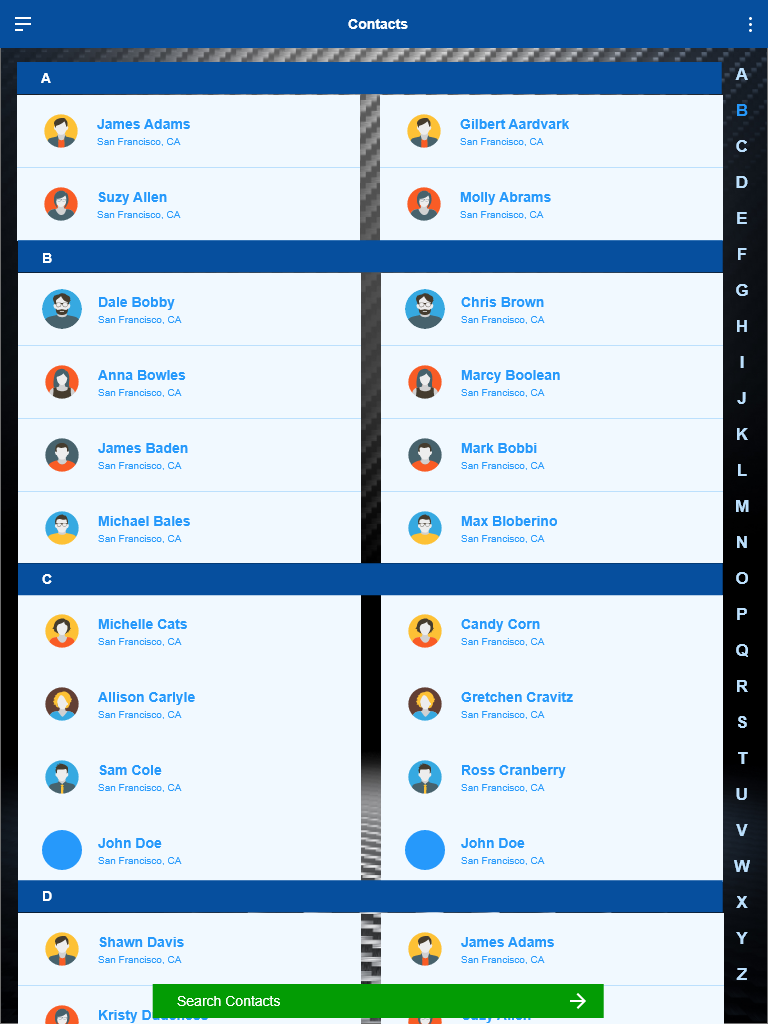 Contacts
A
James Adams
San Francisco, CA
Gilbert Aardvark
San Francisco, CA
Suzy Allen
San Francisco, CA
Molly Abrams
San Francisco, CA
B
Dale Bobby
San Francisco, CA
Chris Brown
San Francisco, CA
Anna Bowles
San Francisco, CA
Marcy Boolean
San Francisco, CA
James Baden
San Francisco, CA
Mark Bobbi
San Francisco, CA
Michael Bales
San Francisco, CA
Max Bloberino
San Francisco, CA
C
Michelle Cats
San Francisco, CA
Candy Corn
San Francisco, CA
Allison Carlyle
San Francisco, CA
Gretchen Cravitz
San Francisco, CA
Sam Cole
San Francisco, CA
Ross Cranberry
San Francisco, CA
John Doe
San Francisco, CA
John Doe
San Francisco, CA
D
Shawn Davis
San Francisco, CA
James Adams
San Francisco, CA
Kristy
Search Contacts
A
B
C
D
E
F
G
H
I
J
K
L
M
N
O
P
Q
R
S
T
U
V
W
X
Y
Z